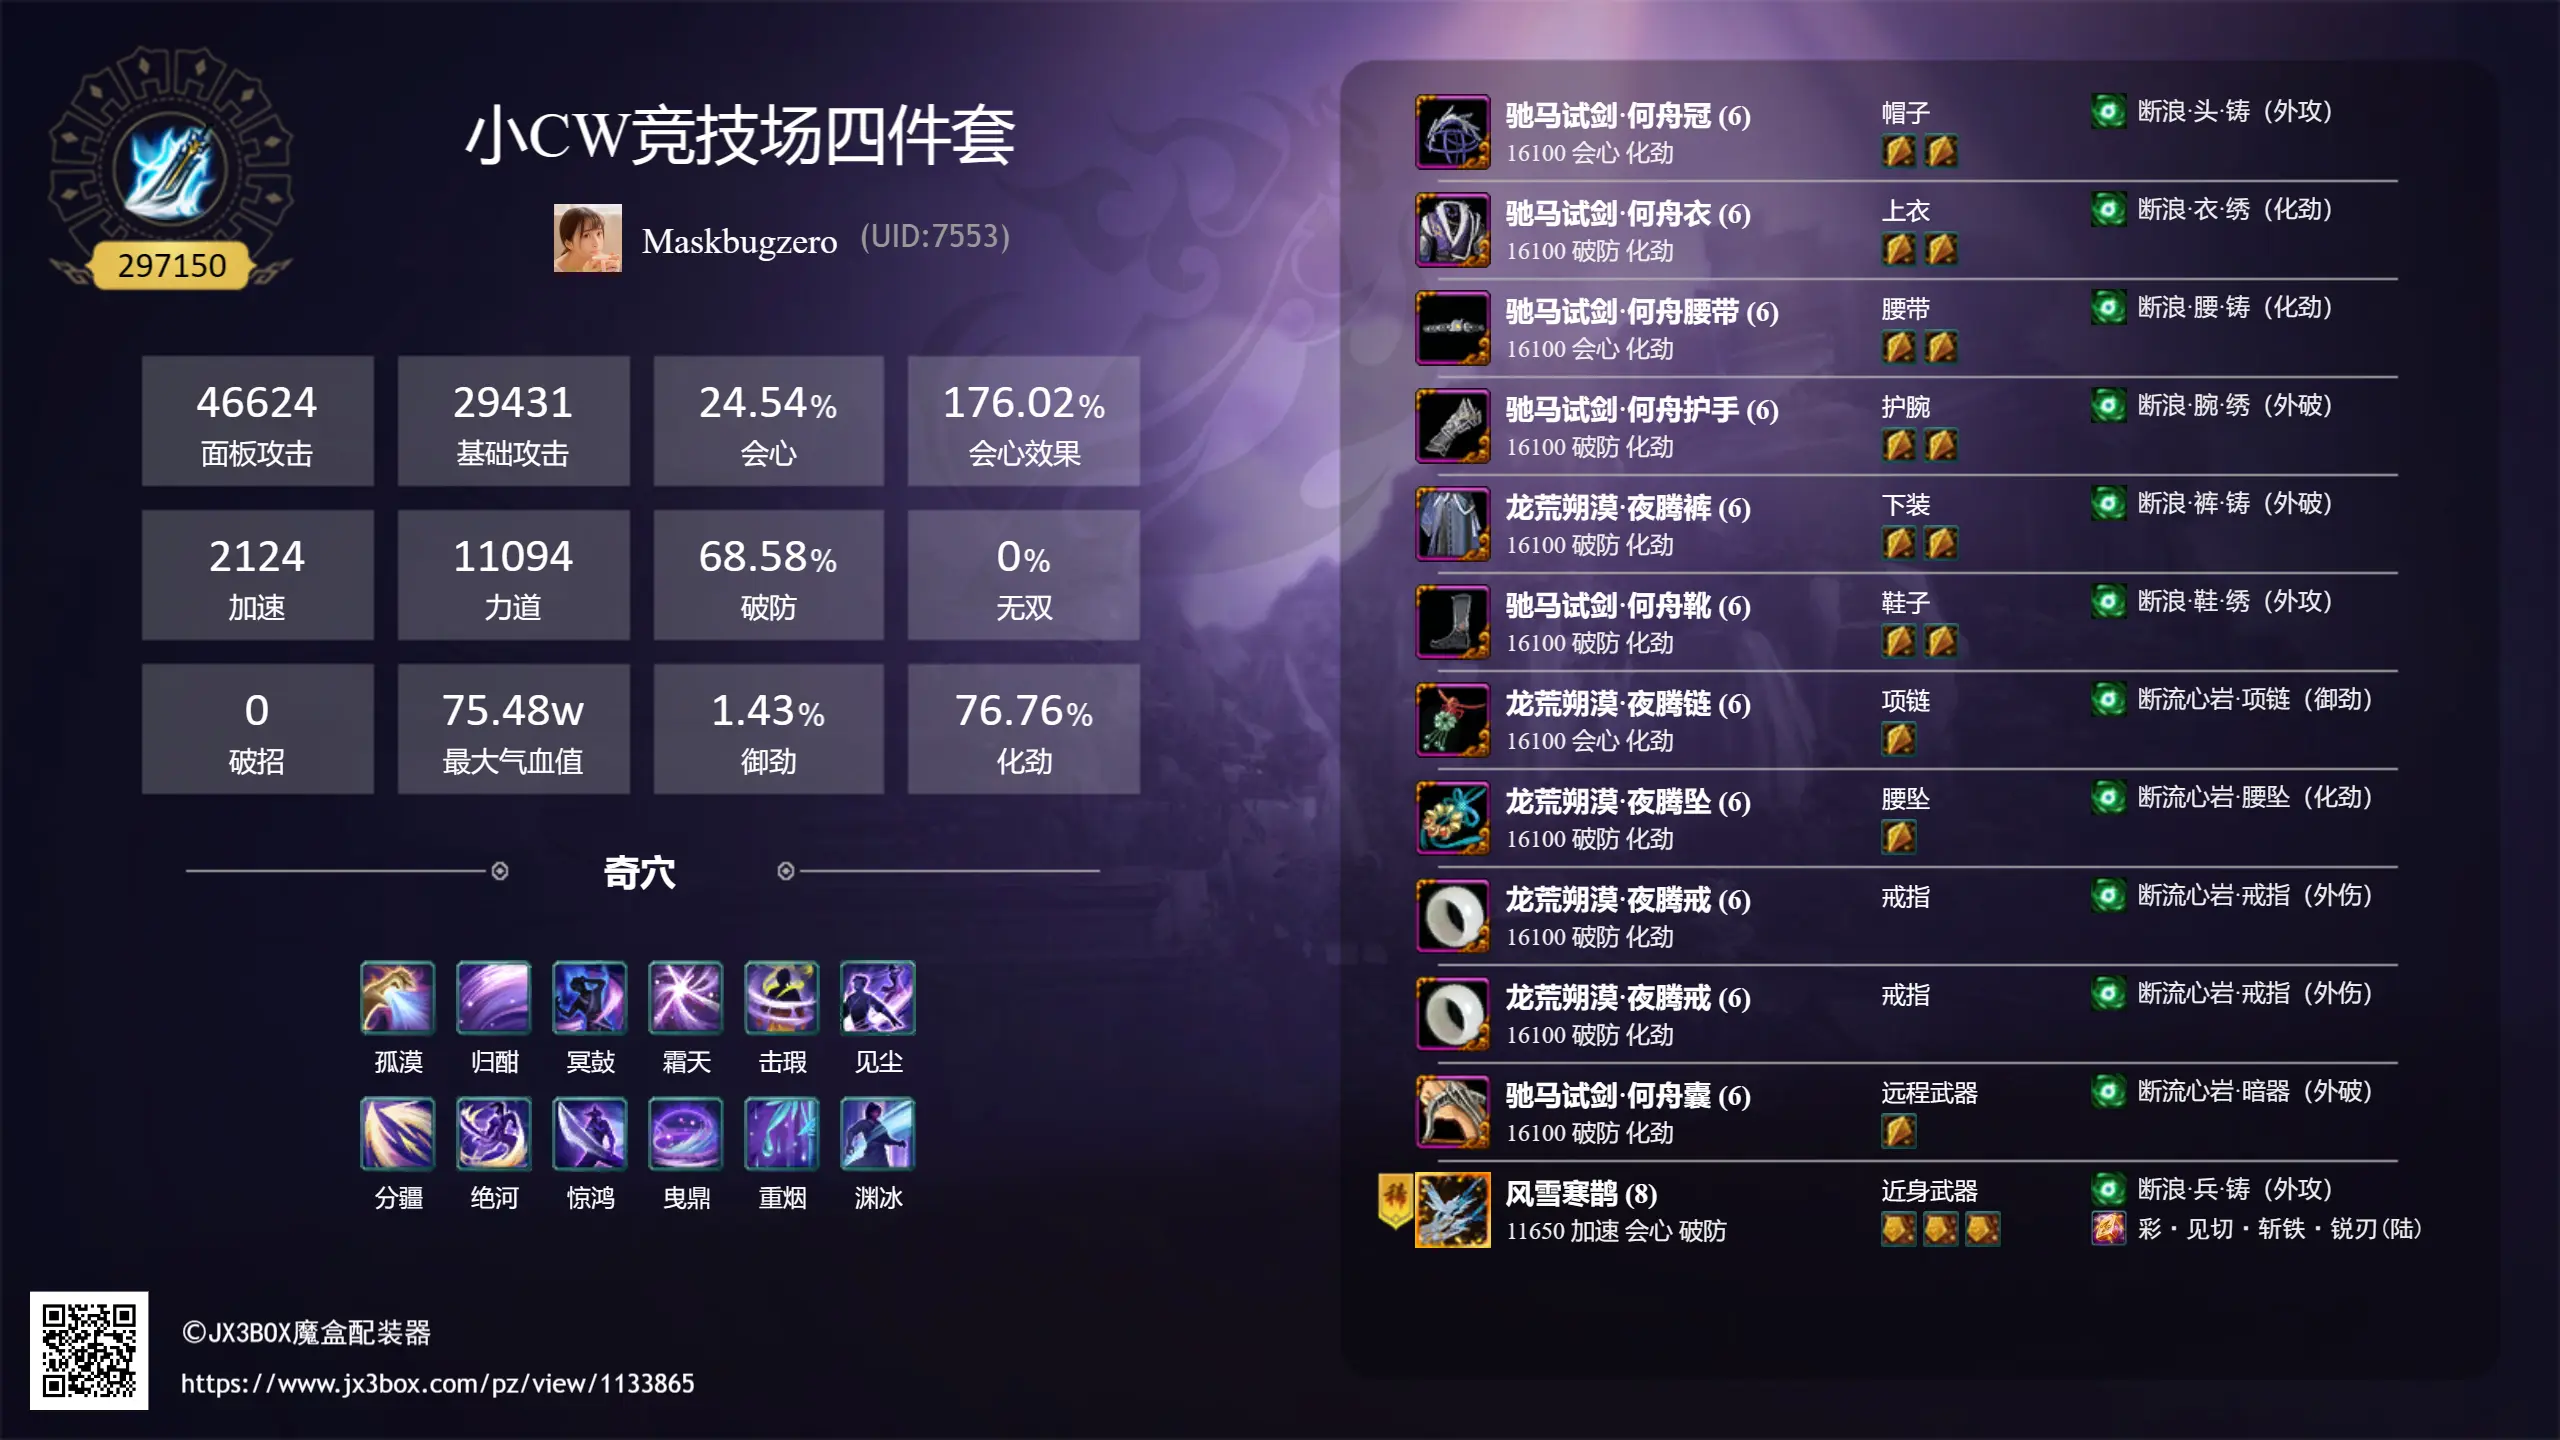 小CW竞技场四件套
Maskbugzero (UID:7553)
297150
46624 29431 24.54% 176.02%
面板攻击 基础攻击 会心 会心效果
2124 11094 68.58% 0%
加速 力道 破防 无双
0 75.48w 1.43% 76.76%
破招 最大气血值 御劲 化劲
奇穴
孤漠 归酣 冥鼓 霜天 击瑕 见尘
分疆 绝河 惊鸿 曳鼎 重烟 渊冰
©JX3BOX魔盒配装器
https://www.jx3box.com/pz/view/1133865
驰马试剑·何舟冠 (6) 帽子 断浪·头·铸（外攻）
16100 会心 化劲
驰马试剑·何舟衣 (6) 上衣 断浪·衣·绣（化劲）
16100 破防 化劲
驰马试剑·何舟腰带 (6) 腰带 断浪·腰·铸（化劲）
16100 会心 化劲
驰马试剑·何舟护手 (6) 护腕 断浪·腕·绣（外破）
16100 破防 化劲
龙荒朔漠·夜腾裤 (6) 下装 断浪·裤·铸（外破）
16100 破防 化劲
驰马试剑·何舟靴 (6) 鞋子 断浪·鞋·绣（外攻）
16100 破防 化劲
龙荒朔漠·夜腾链 (6) 项链 断流心岩·项链（御劲）
16100 会心 化劲
龙荒朔漠·夜腾坠 (6) 腰坠 断流心岩·腰坠（化劲）
16100 破防 化劲
龙荒朔漠·夜腾戒 (6) 戒指 断流心岩·戒指（外伤）
16100 破防 化劲
龙荒朔漠·夜腾戒 (6) 戒指 断流心岩·戒指（外伤）
16100 破防 化劲
驰马试剑·何舟囊 (6) 远程武器 断流心岩·暗器（外破）
16100 破防 化劲
稀 风雪寒鹊 (8) 近身武器 断浪·兵·铸（外攻）
11650 加速 会心 破防 彩·见切·斩铁·锐刃(陆)